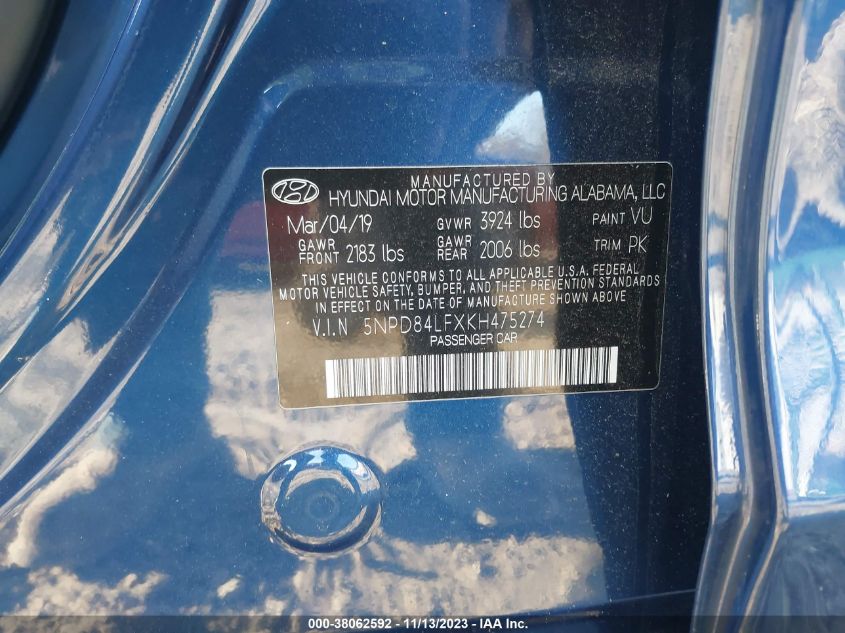 MANUFACTURED BY
HYUNDAI MOTOR MANUFACTURING ALABAMA, LLC
Mar/04/19 GVWR 3924 lbs PAINT VU
GAWR FRONT 2183 lbs GAWR REAR 2006 lbs TRIM PK
THIS VEHICLE CONFORMS TO ALL APPLICABLE U.S.A. FEDERAL
MOTOR VEHICLE SAFETY, BUMPER, AND THEFT PREVENTION STANDARDS
IN EFFECT ON THE DATE OF MANUFACTURE SHOWN ABOVE.
V.I.N 5NPD84LFXKH475274
PASSENGER CAR
000-38062592 - 11/13/2023 - IAA Inc.